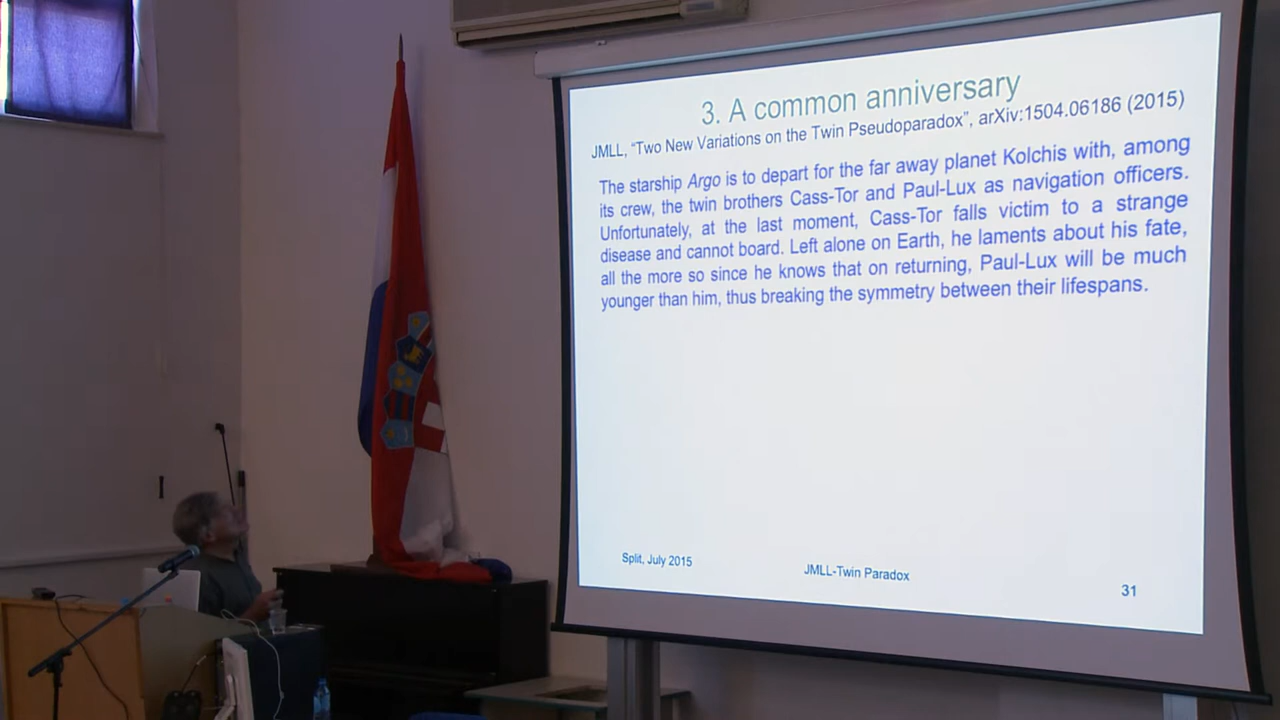 3. A common anniversary
JMLL, “Two New Variations on the Twin Pseudoparadox”, arXiv:1504.06186 (2015)
The starship Argo is to depart for the far away planet Kolchis with, among
its crew, the twin brothers Cass-Tor and Paul-Lux as navigation officers.
Unfortunately, at the last moment, Cass-Tor falls victim to a strange
disease and cannot board. Left alone on Earth, he laments about his fate,
all the more so since he knows that on returning, Paul-Lux will be much
younger than him, thus breaking the symmetry between their lifespans.
Split, July 2015
JMLL-Twin Paradox
31